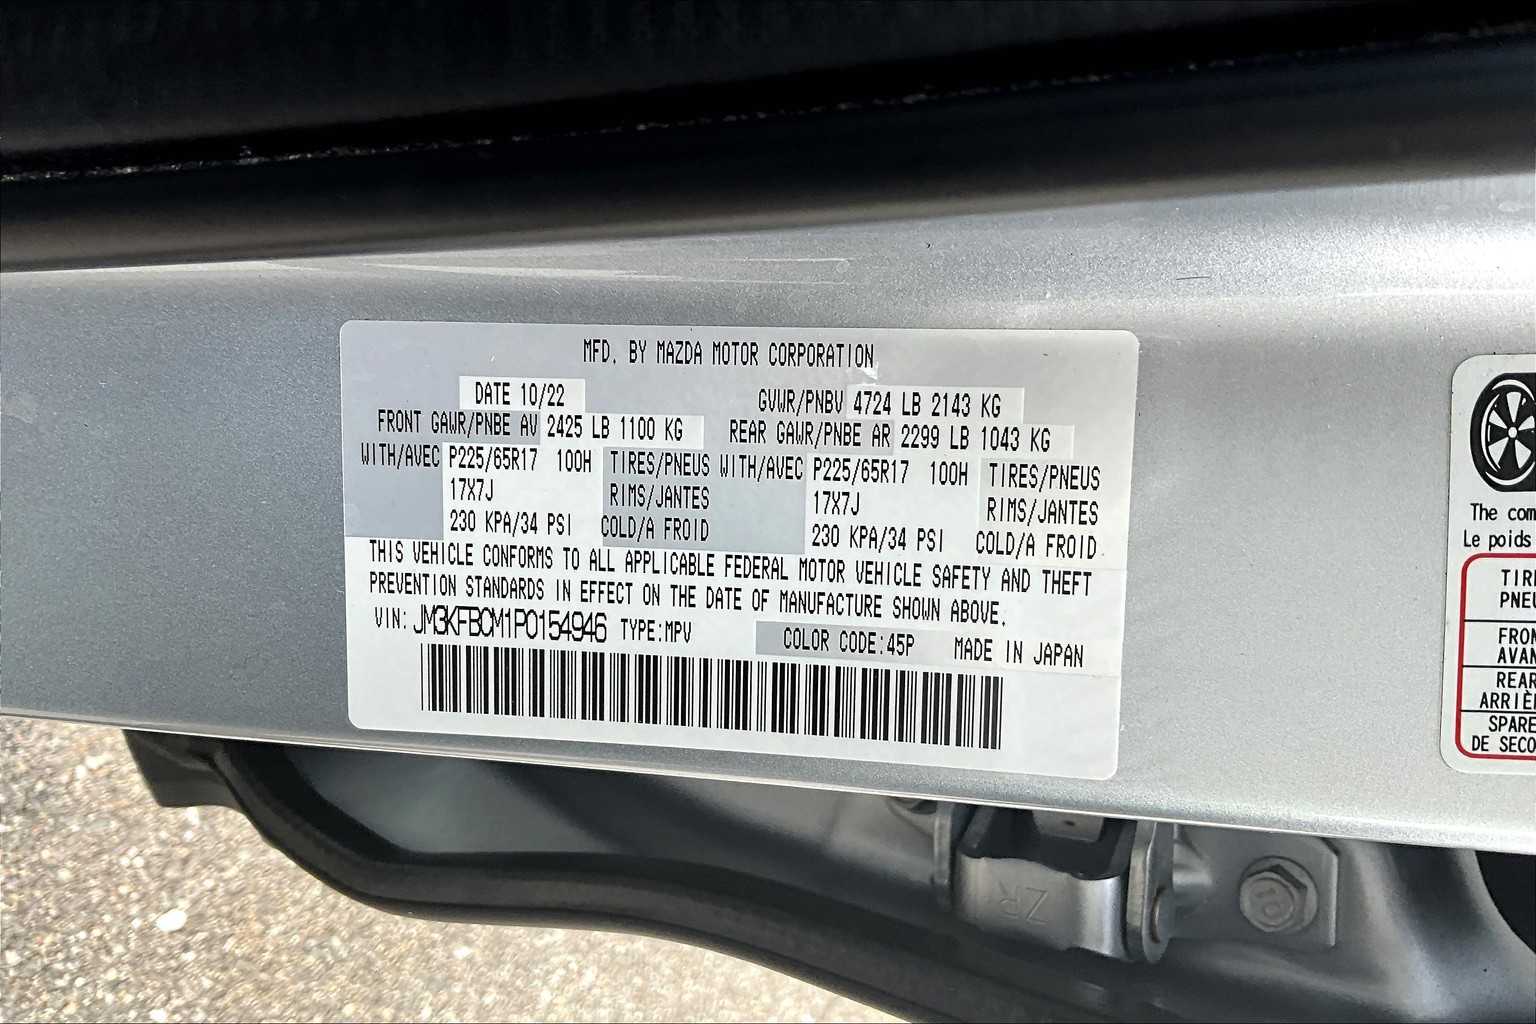 MFD. BY MAZDA MOTOR CORPORATION
DATE 10/22 GVWR/PNBV 4724 LB 2143 KG
FRONT GAWR/PNBE AV 2425 LB 1100 KG REAR GAWR/PNBE AR 2299 LB 1043 KG
WITH/AVEC P225/65R17 100H TIRES/PNEUS WITH/AVEC P225/65R17 100H TIRES/PNEUS
17X7J RIMS/JANTES 17X7J RIMS/JANTES
230 KPA/34 PSI COLD/A FROID 230 KPA/34 PSI COLD/A FROID
THIS VEHICLE CONFORMS TO ALL APPLICABLE FEDERAL MOTOR VEHICLE SAFETY AND THEFT
PREVENTION STANDARDS IN EFFECT ON THE DATE OF MANUFACTURE SHOWN ABOVE.
VIN: JM3KFBCM1P0154946 TYPE:MPV COLOR CODE:45P MADE IN JAPAN
The com
Le poids
TIRE
PNEU
FRON
AVAN
REAR
ARRIÈ
SPARE
DE SECO
ZR